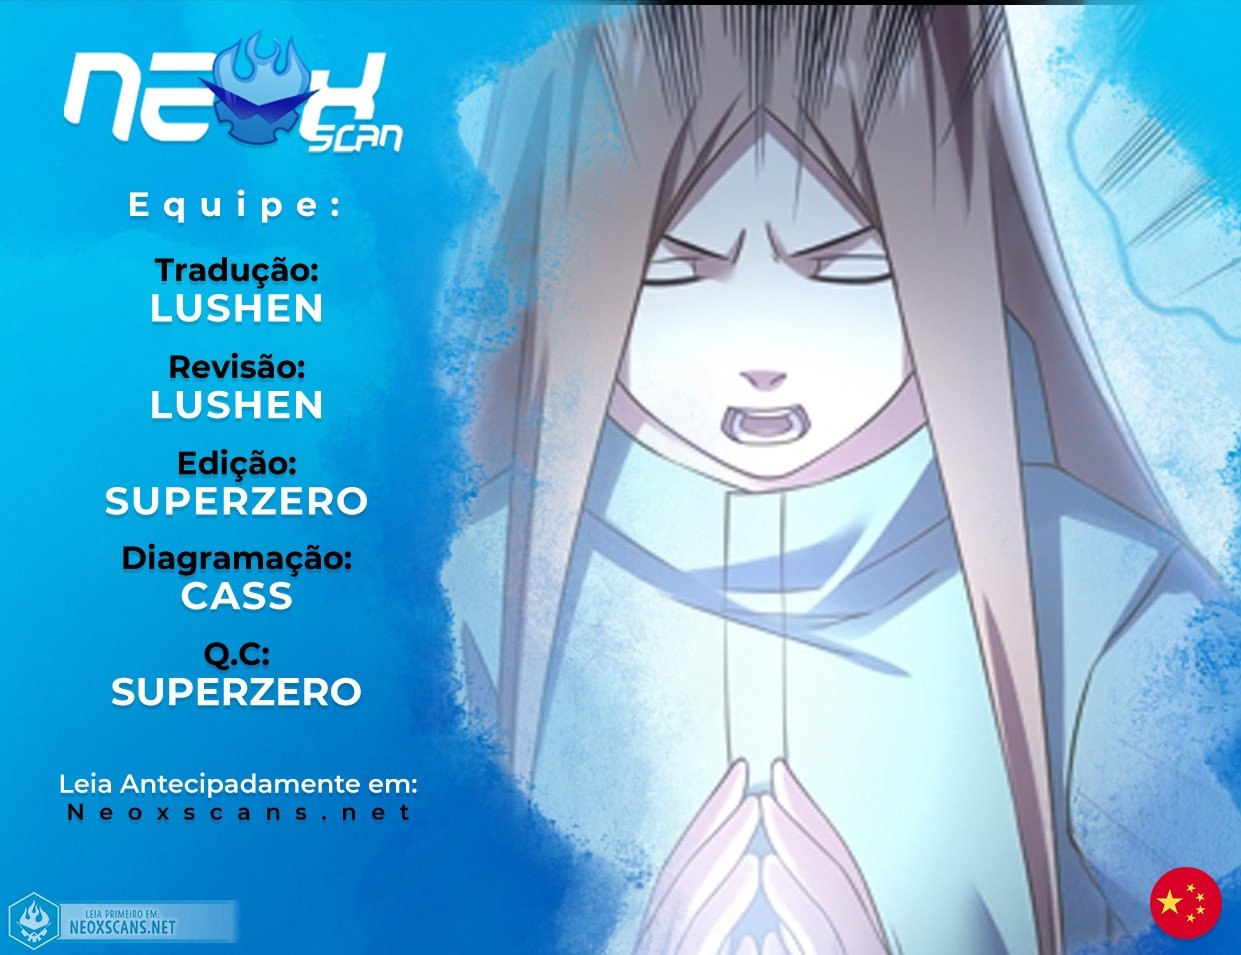 NEOX
SCAN
Equipe:
Tradução:
LUSHEN
Revisão:
LUSHEN
Edição:
SUPERZERO
Diagramação:
CASS
Q.C:
SUPERZERO
Leia Antecipadamente em:
Neoxscans.net
LEIA PRIMEIRO EM:
NEOXSCANS.NET